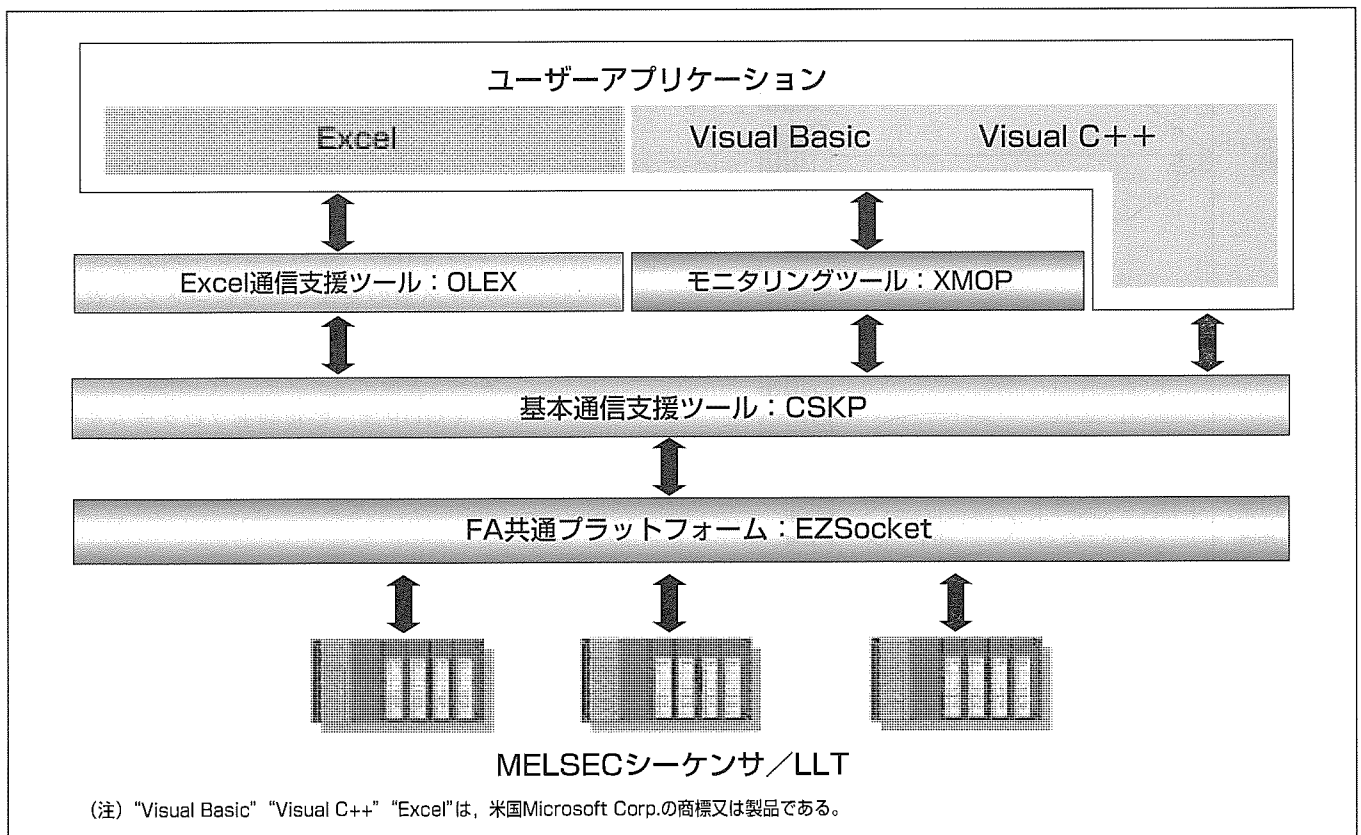 ユーザーアプリケーション
Excel
Visual Basic
Visual C++
Excel通信支援ツール：OLEX
モニタリングツール：XMOP
基本通信支援ツール：CSKP
FA共通プラットフォーム：EZSocket
MELSECシーケンサ／LLT
（注） “Visual Basic” “Visual C++” “Excel”は，米国Microsoft Corp.の商標又は製品である。